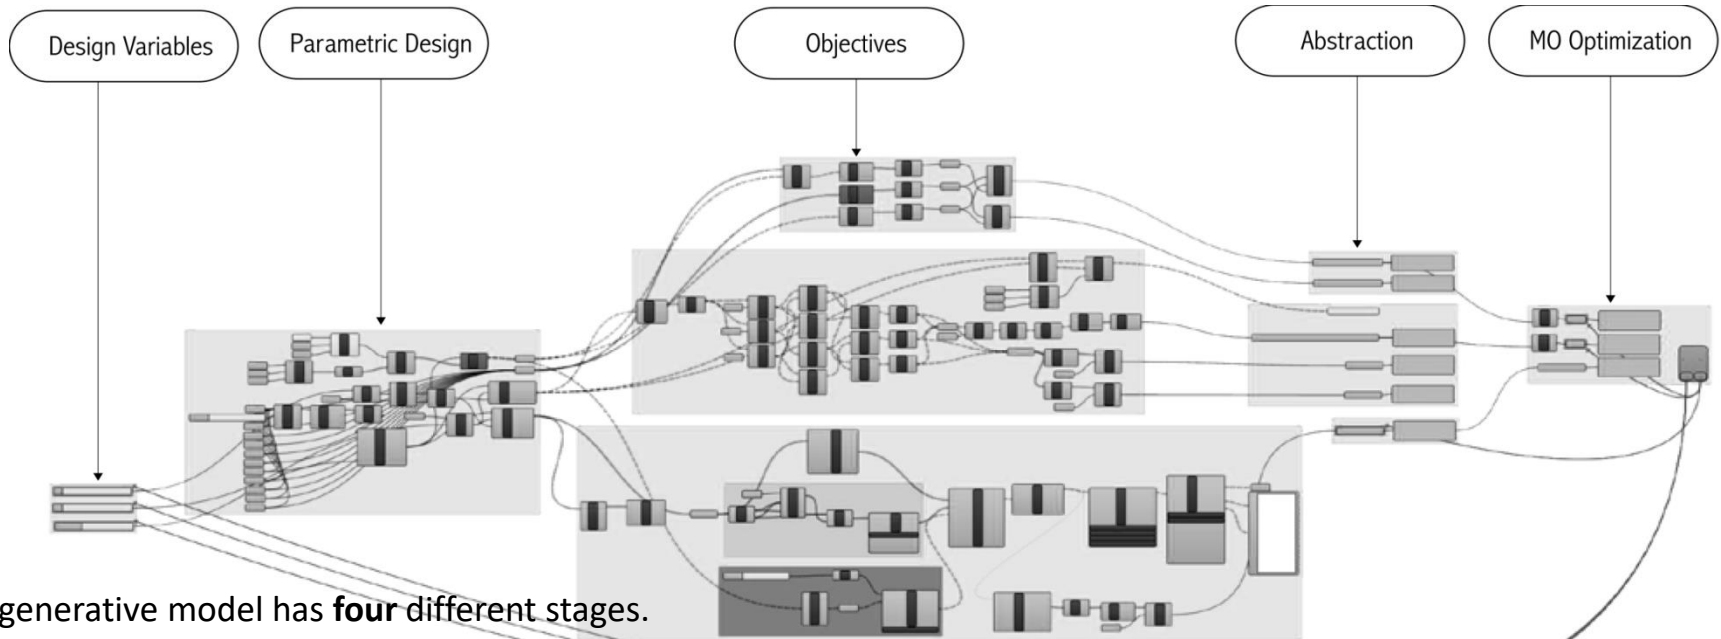 Design Variables
Parametric Design
Objectives
Abstraction
MO Optimization
generative model has four different stages.